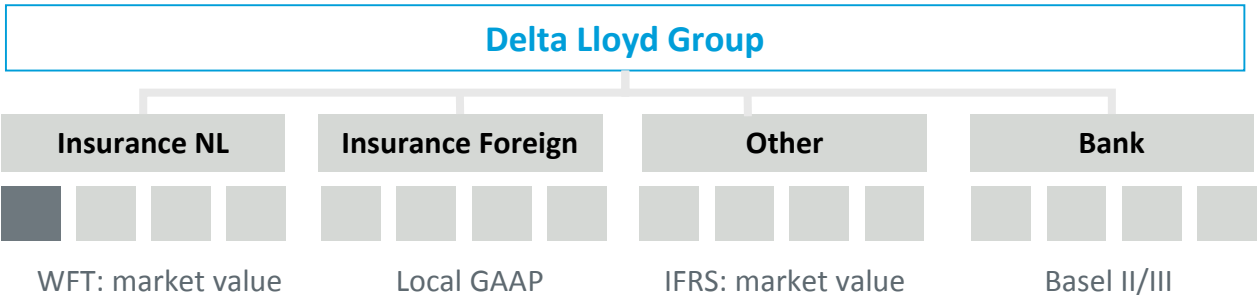 Delta Lloyd Group
Insurance NL
Insurance Foreign
Other
Bank
WFT: market value
Local GAAP
IFRS: market value
Basel II/III